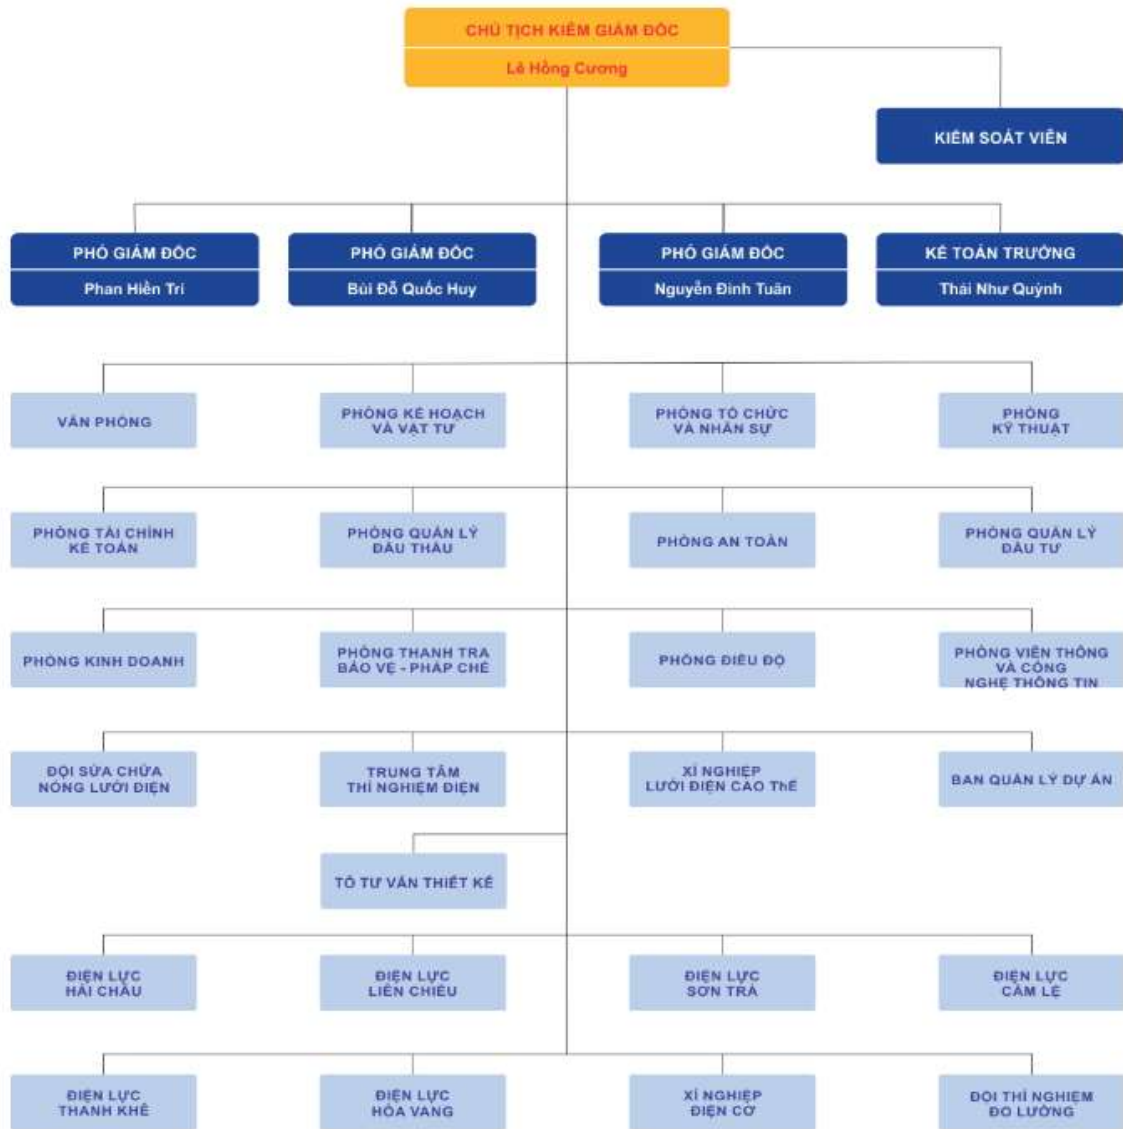 CHỦ TỊCH KIÊM GIÁM ĐỐC
Lê Hồng Cương
KIỂM SOÁT VIÊN
PHÓ GIÁM ĐỐC
Phan Hiền Trí
PHÓ GIÁM ĐỐC
Bùi Đỗ Quốc Huy
PHÓ GIÁM ĐỐC
Nguyễn Đình Tuân
KẾ TOÁN TRƯỞNG
Thái Như Quỳnh
VĂN PHÒNG
PHÒNG KẾ HOẠCH
VÀ VẬT TƯ
PHÒNG TỔ CHỨC
VÀ NHÂN SỰ
PHÒNG
KỸ THUẬT
PHÒNG TÀI CHÍNH
KẾ TOÁN
PHÒNG QUẢN LÝ
ĐẤU THẦU
PHÒNG AN TOÀN
PHÒNG QUẢN LÝ
ĐẦU TƯ
PHÒNG KINH DOANH
PHÒNG THANH TRA
BẢO VỆ - PHÁP CHẾ
PHÒNG ĐIỀU ĐỘ
PHÒNG VIỄN THÔNG
VÀ CÔNG
NGHỆ THÔNG TIN
ĐỘI SỬA CHỮA
NÓNG LƯỚI ĐIỆN
TRUNG TÂM
THÍ NGHIỆM ĐIỆN
XÍ NGHIỆP
LƯỚI ĐIỆN CAO ThẾ
BAN QUẢN LÝ DỰ ÁN
TỔ TƯ VẤN THIẾT KẾ
ĐIỆN LỰC
HẢI CHÂU
ĐIỆN LỰC
LIÊN CHIỂU
ĐIỆN LỰC
SƠN TRÀ
ĐIỆN LỰC
CẨM LỆ
ĐIỆN LỰC
THANH KHÊ
ĐIỆN LỰC
HÒA VANG
XÍ NGHIỆP
ĐIỆN CƠ
ĐỘI THÍ NGHIỆM
ĐO LƯỜNG